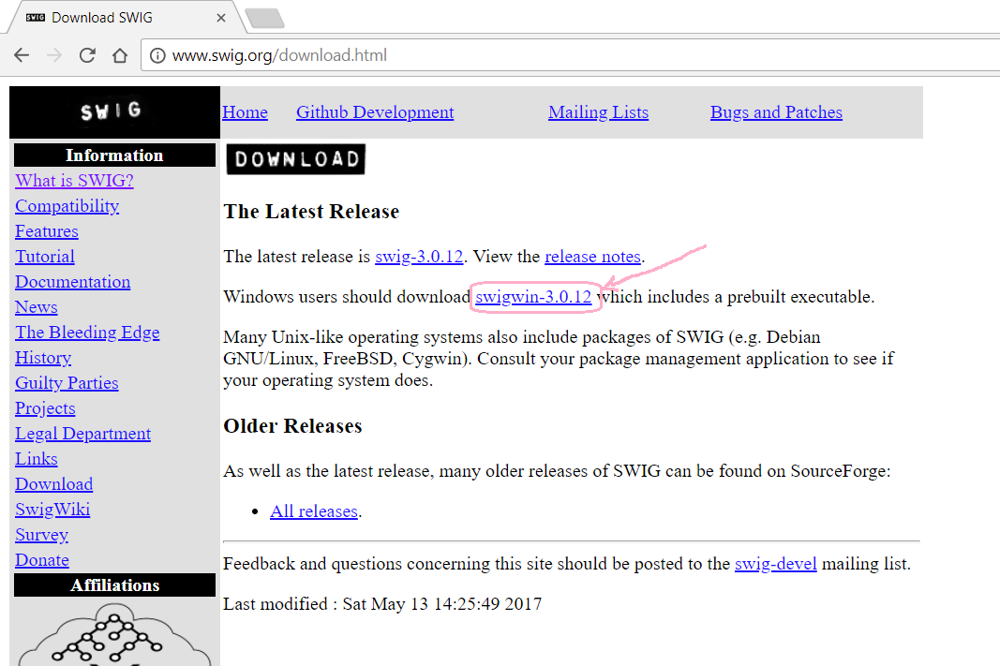 SWIG Download SWIG
www.swig.org/download.html
SWIG
Home Github Development Mailing Lists Bugs and Patches
Information
What is SWIG?
Compatibility
Features
Tutorial
Documentation
News
The Bleeding Edge
History
Guilty Parties
Projects
Legal Department
Links
Download
SwigWiki
Survey
Donate
Affiliations
DOWNLOAD
The Latest Release
The latest release is swig-3.0.12. View the release notes.
Windows users should download swigwin-3.0.12 which includes a prebuilt executable.
Many Unix-like operating systems also include packages of SWIG (e.g. Debian
GNU/Linux, FreeBSD, Cygwin). Consult your package management application to see if
your operating system does.
Older Releases
As well as the latest release, many older releases of SWIG can be found on SourceForge:
• All releases.
Feedback and questions concerning this site should be posted to the swig-devel mailing list.
Last modified : Sat May 13 14:25:49 2017